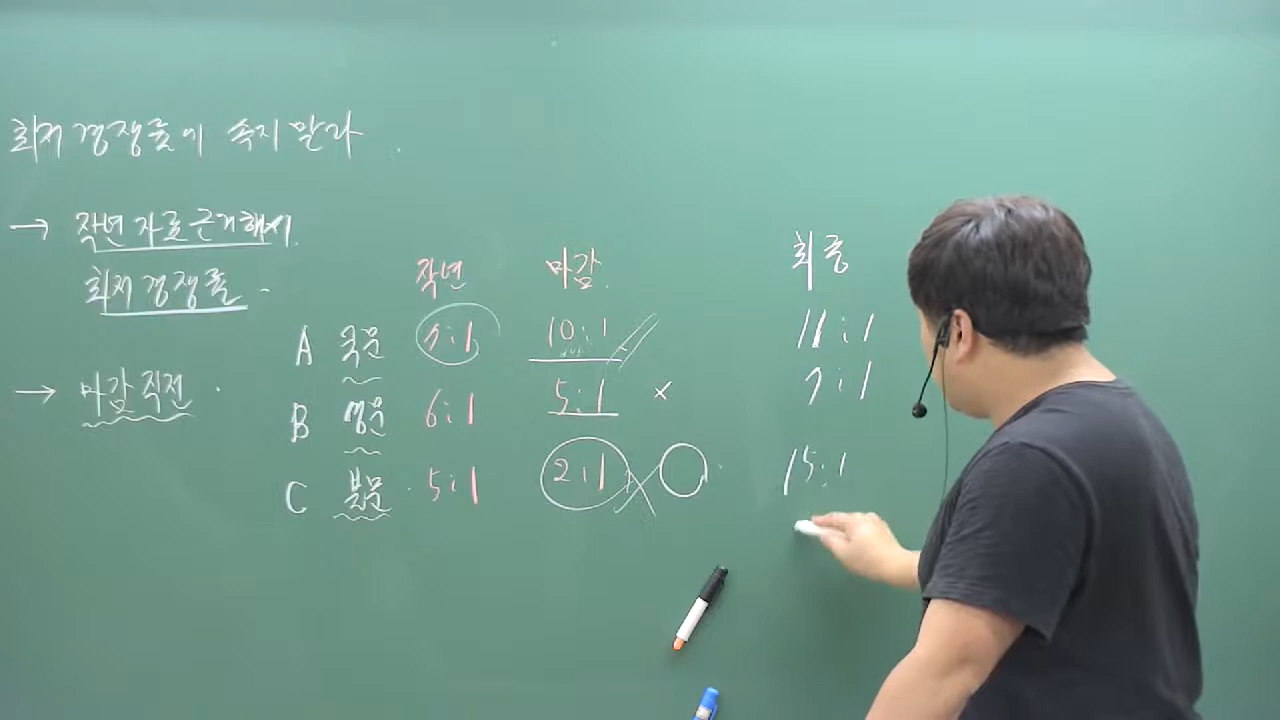 최저 경쟁률에 속지 말라.
→ 작년 자료 근거해서
최저 경쟁률.
→ 마감 직전.
작년 마감. 최종
A 국문 7:1 10:1 11:1
B 영문 6:1 5:1 × 7:1
C 불문 5:1 2:1 15:1